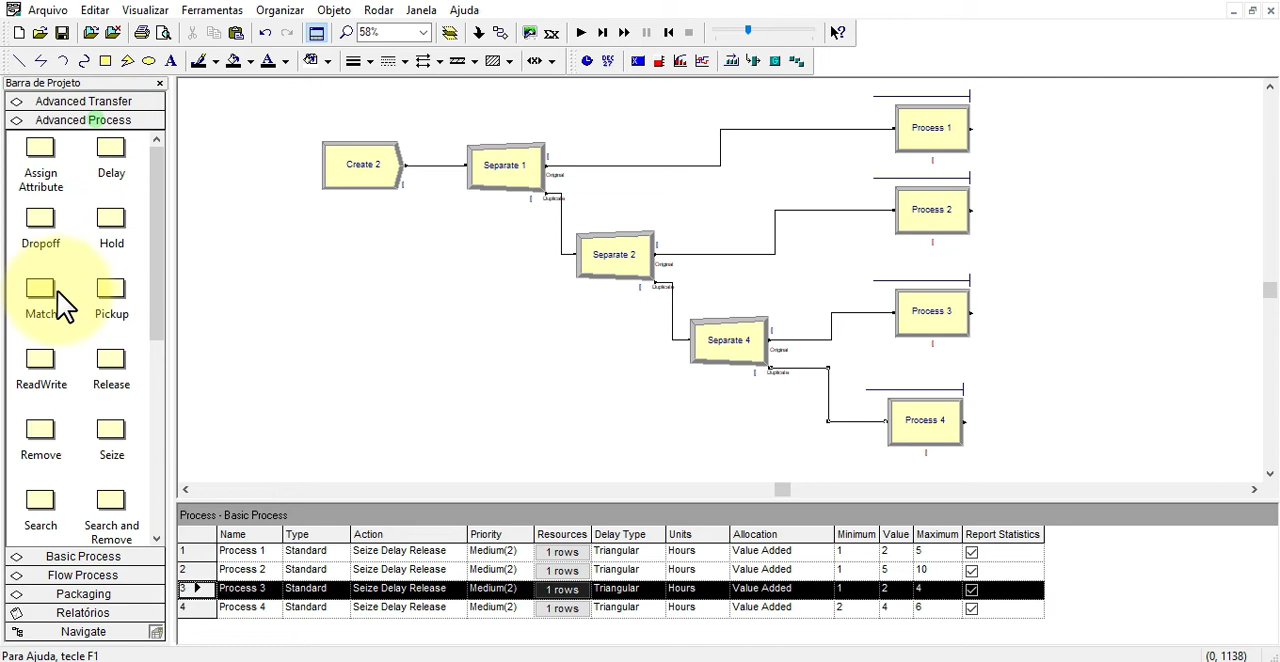 Arquivo Editar Visualizar Ferramentas Organizar Objeto Rodar Janela Ajuda
58%
Barra de Projeto
Advanced Transfer
Advanced Process
Assign Attribute
Delay
Dropoff
Hold
Match
Pickup
ReadWrite
Release
Remove
Seize
Search
Search and Remove
Basic Process
Flow Process
Packaging
Relatórios
Navigate
Create 2
Separate 1
Original
Duplicate
Separate 2
Original
Duplicate
Separate 4
Original
Duplicate
Process 1
Process 2
Process 3
Process 4
Process - Basic Process
Name Type Action Priority Resources Delay Type Units Allocation Minimum Value Maximum Report Statistics
1 Process 1 Standard Seize Delay Release Medium(2) 1 rows Triangular Hours Value Added 1 2 5
2 Process 2 Standard Seize Delay Release Medium(2) 1 rows Triangular Hours Value Added 1 5 10
3 Process 3 Standard Seize Delay Release Medium(2) 1 rows Triangular Hours Value Added 1 2 4
4 Process 4 Standard Seize Delay Release Medium(2) 1 rows Triangular Hours Value Added 2 4 6
Para Ajuda, tecle F1
(0, 1138)